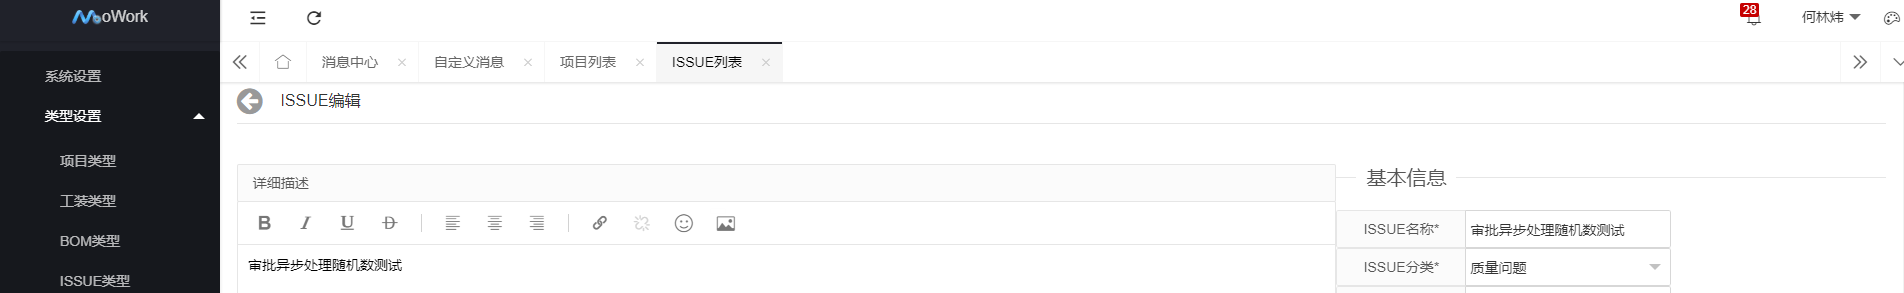 MoWork
28
何林炜
消息中心
自定义消息
项目列表
ISSUE列表
系统设置
类型设置
项目类型
工装类型
BOM类型
ISSUE类型
ISSUE编辑
详细描述
B I U D
审批异步处理随机数测试
基本信息
ISSUE名称* 审批异步处理随机数测试
ISSUE分类* 质量问题